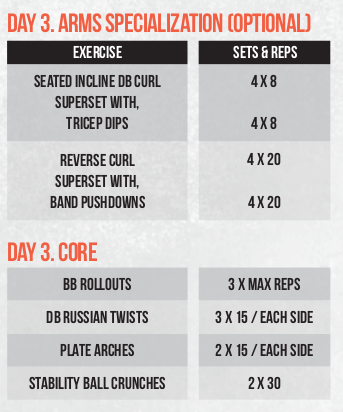 DAY 3. ARMS SPECIALIZATION (OPTIONAL)
EXERCISE SETS & REPS
SEATED INCLINE DB CURL 4 X 8
SUPERSET WITH,
TRICEP DIPS 4 X 8
REVERSE CURL 4 X 20
SUPERSET WITH,
BAND PUSHDOWNS 4 X 20
DAY 3. CORE
BB ROLLOUTS 3 X MAX REPS
DB RUSSIAN TWISTS 3 X 15 / EACH SIDE
PLATE ARCHES 2 X 15 / EACH SIDE
STABILITY BALL CRUNCHES 2 X 30